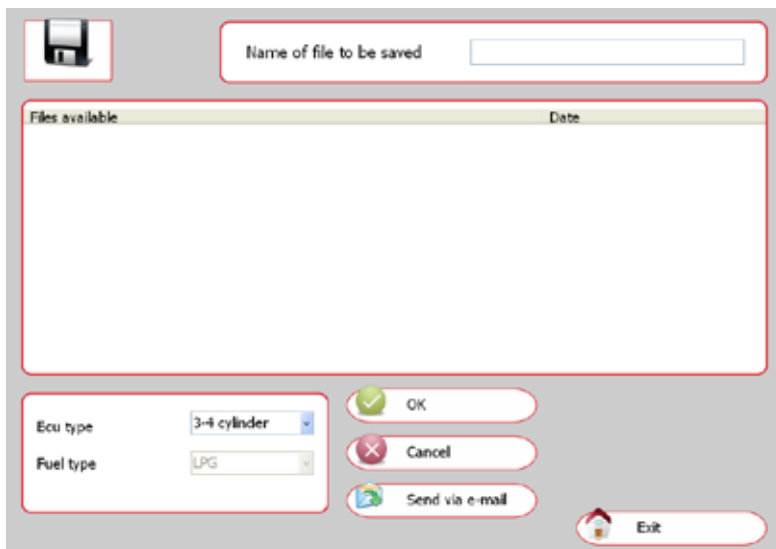 Name of file to be saved
Files available Date
Ecu type 3-4 cylinder
Fuel type LPG
OK
Cancel
Send via e-mail
Exit